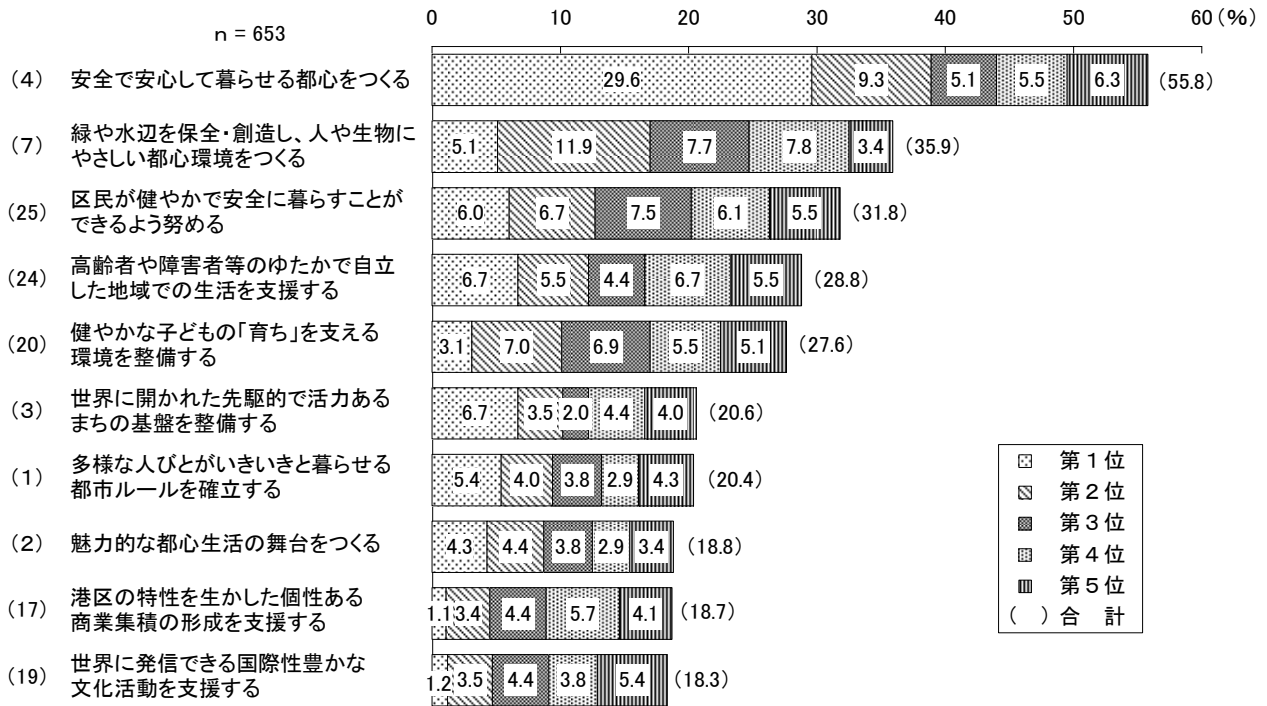 0 10 20 30 40 50 60(%)
n = 653
(4) 安全で安心して暮らせる都心をつくる 29.6 9.3 5.1 5.5 6.3 (55.8)
(7) 緑や水辺を保全・創造し、人や生物に
やさしい都心環境をつくる 5.1 11.9 7.7 7.8 3.4 (35.9)
(25) 区民が健やかで安全に暮らすことが
できるよう努める 6.0 6.7 7.5 6.1 5.5 (31.8)
(24) 高齢者や障害者等のゆたかで自立
した地域での生活を支援する 6.7 5.5 4.4 6.7 5.5 (28.8)
(20) 健やかな子どもの「育ち」を支える
環境を整備する 3.1 7.0 6.9 5.5 5.1 (27.6)
(3) 世界に開かれた先駆的で活力ある
まちの基盤を整備する 6.7 3.5 2.0 4.4 4.0 (20.6)
(1) 多様な人びとがいきいきと暮らせる
都市ルールを確立する 5.4 4.0 3.8 2.9 4.3 (20.4)
(2) 魅力的な都心生活の舞台をつくる 4.3 4.4 3.8 2.9 3.4 (18.8)
(17) 港区の特性を生かした個性ある
商業集積の形成を支援する 1.1 3.4 4.4 5.7 4.1 (18.7)
(19) 世界に発信できる国際性豊かな
文化活動を支援する 1.2 3.5 4.4 3.8 5.4 (18.3)
第1位
第2位
第3位
第4位
第5位
( ) 合 計